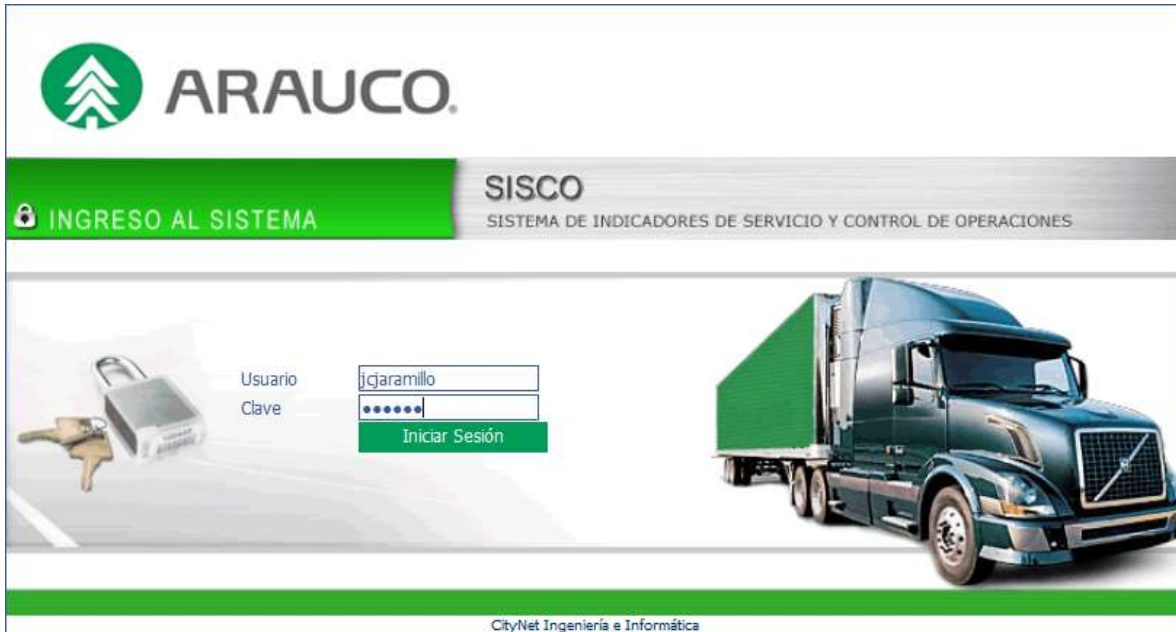 ARAUCO.
SISCO
INGRESO AL SISTEMA
SISTEMA DE INDICADORES DE SERVICIO Y CONTROL DE OPERACIONES
Usuario jcjaramillo
Clave ••••••
Iniciar Sesión
CityNet Ingeniería e Informática